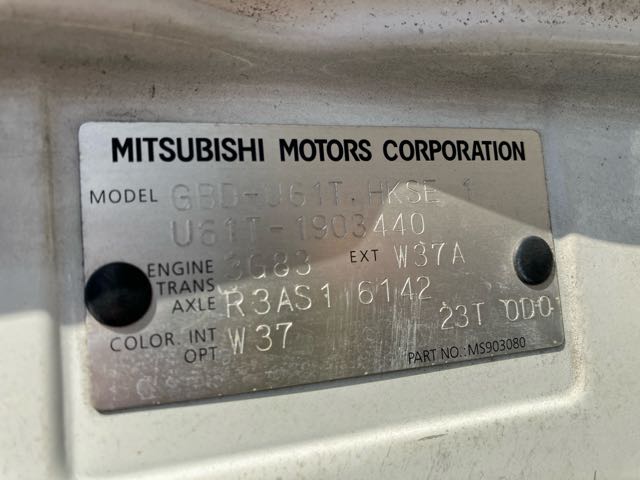 MITSUBISHI MOTORS CORPORATION
MODEL GBD-U61T. HKSE 1
U61T-1903440
ENGINE 3G83 EXT W37A
TRANS AXLE R3AS1 6142
COLOR. INT W37 23T 0D0
OPT
PART NO.: MS903080